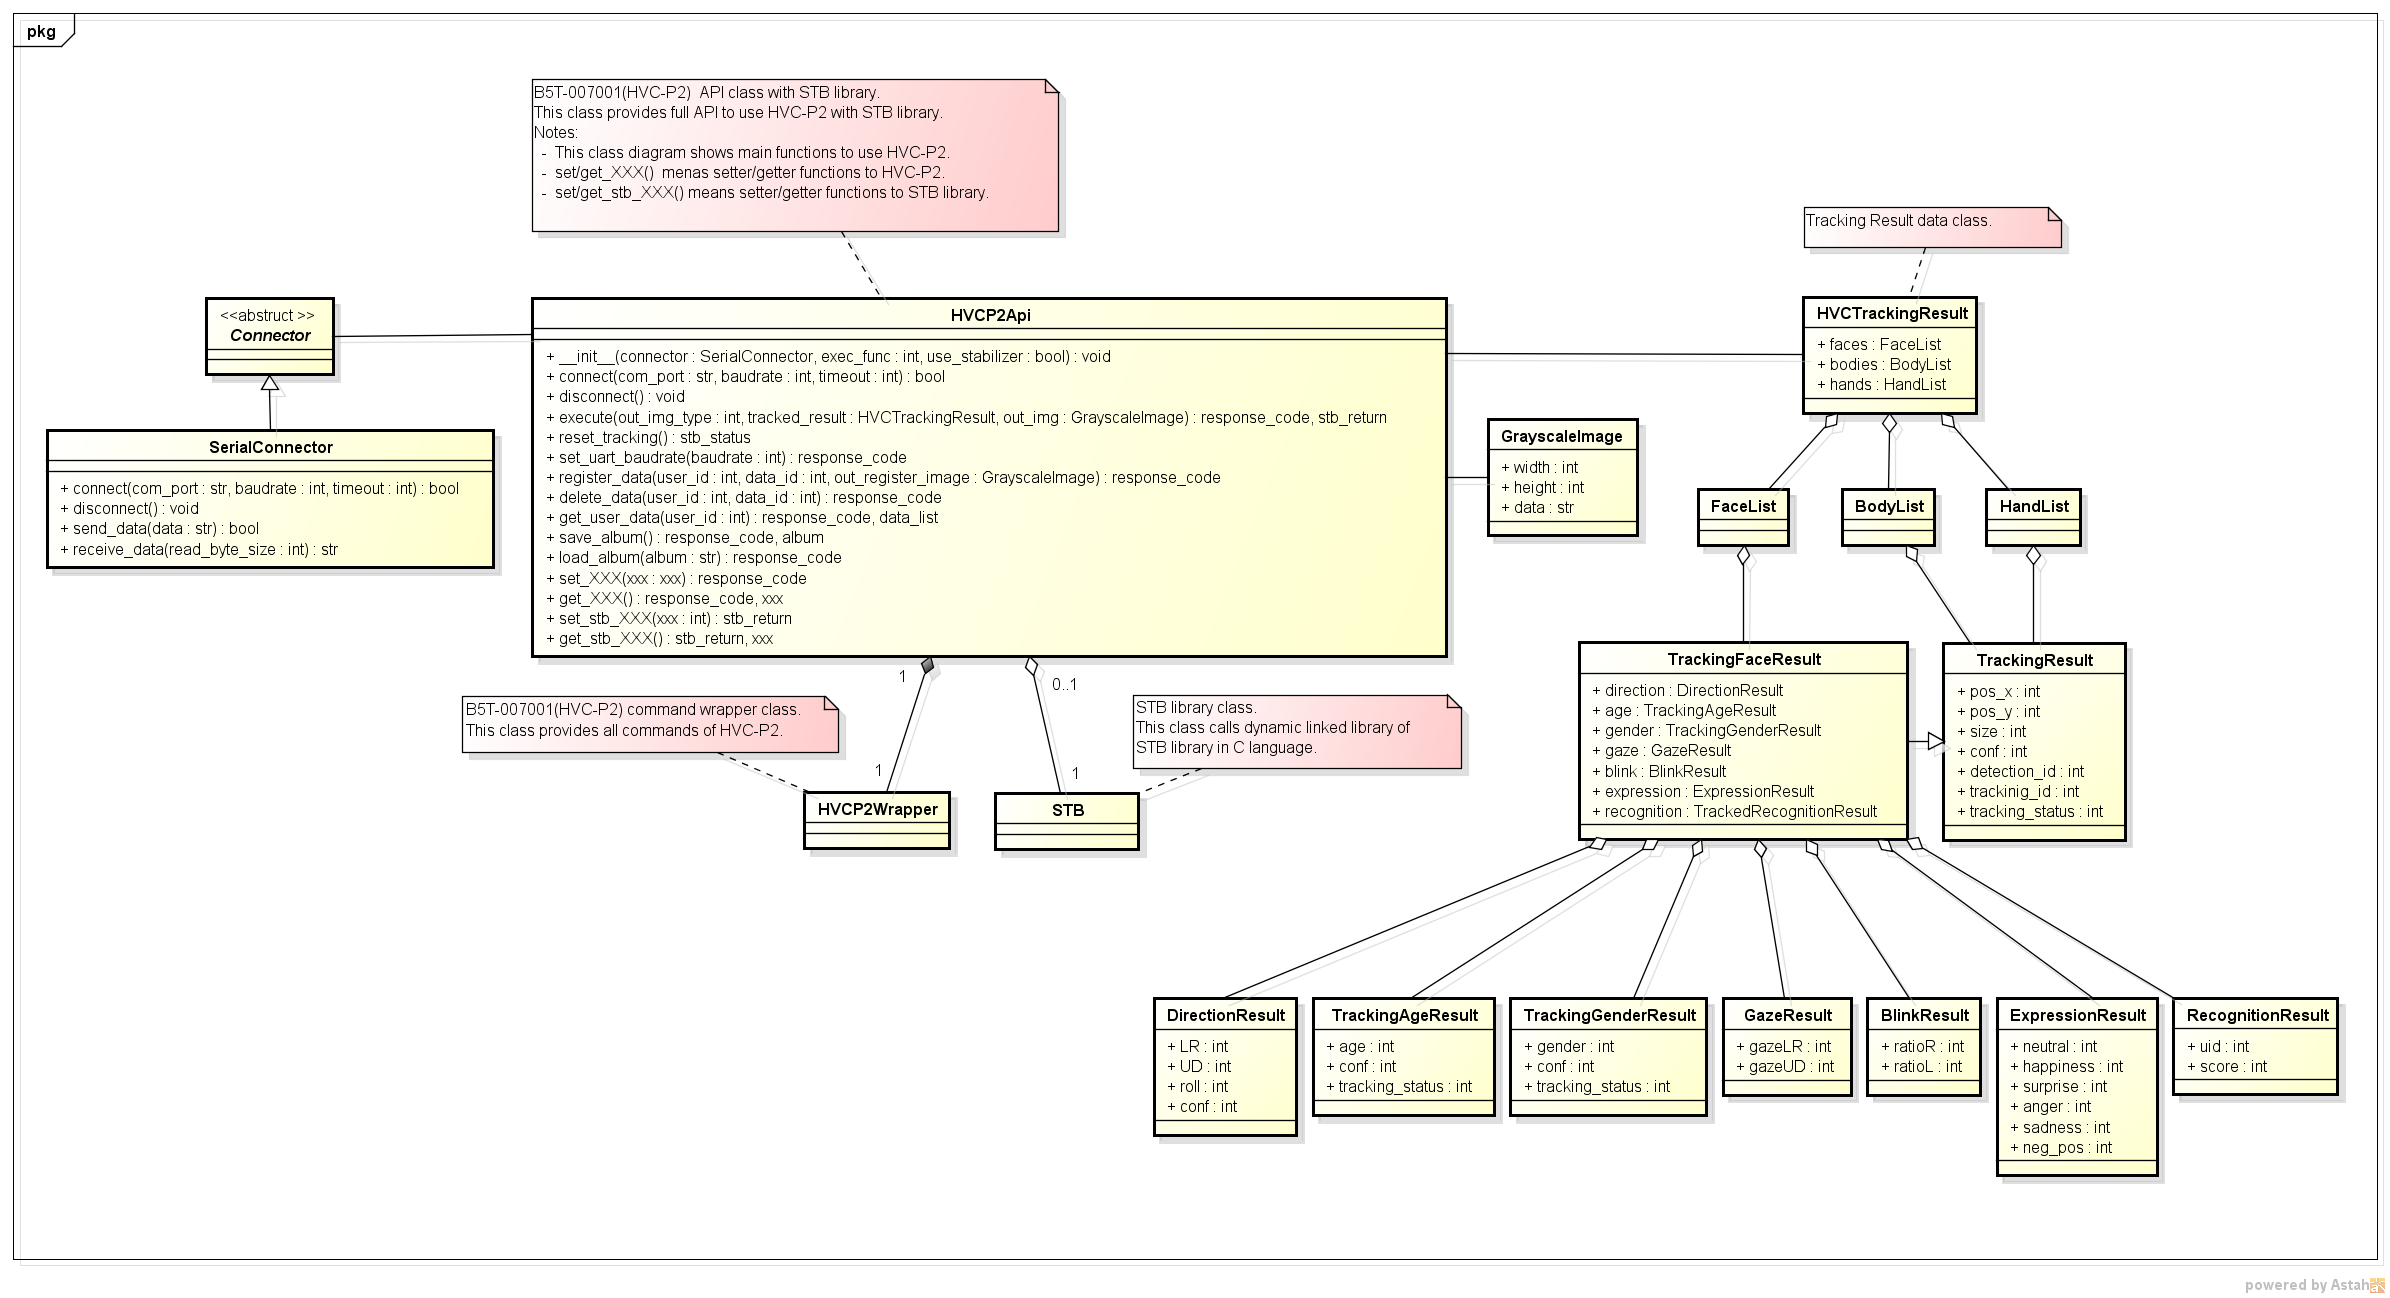 pkg
B5T-007001(HVC-P2)  API class with STB library.
This class provides full API to use HVC-P2 with STB library.
Notes:
-  This class diagram shows main functions to use HVC-P2.
-  set/get_XXX()  menas setter/getter functions to HVC-P2.
-  set/get_stb_XXX() means setter/getter functions to STB library.
Tracking Result data class.
<<abstruct >>
Connector
SerialConnector
+ connect(com_port : str, baudrate : int, timeout : int) : bool
+ disconnect() : void
+ send_data(data : str) : bool
+ receive_data(read_byte_size : int) : str
HVCP2Api
+ __init__(connector : SerialConnector, exec_func : int, use_stabilizer : bool) : void
+ connect(com_port : str, baudrate : int, timeout : int) : bool
+ disconnect() : void
+ execute(out_img_type : int, tracked_result : HVCTrackingResult, out_img : GrayscaleImage) : response_code, stb_return
+ reset_tracking() : stb_status
+ set_uart_baudrate(baudrate : int) : response_code
+ register_data(user_id : int, data_id : int, out_register_image : GrayscaleImage) : response_code
+ delete_data(user_id : int, data_id : int) : response_code
+ get_user_data(user_id : int) : response_code, data_list
+ save_album() : response_code, album
+ load_album(album : str) : response_code
+ set_XXX(xxx : xxx) : response_code
+ get_XXX() : response_code, xxx
+ set_stb_XXX(xxx : int) : stb_return
+ get_stb_XXX() : stb_return, xxx
HVCTrackingResult
+ faces : FaceList
+ bodies : BodyList
+ hands : HandList
GrayscaleImage
+ width : int
+ height : int
+ data : str
FaceList
BodyList
HandList
1
0..1
B5T-007001(HVC-P2) command wrapper class.
This class provides all commands of HVC-P2.
STB library class.
This class calls dynamic linked library of
STB library in C language.
1
1
HVCP2Wrapper
STB
TrackingFaceResult
+ direction : DirectionResult
+ age : TrackingAgeResult
+ gender : TrackingGenderResult
+ gaze : GazeResult
+ blink : BlinkResult
+ expression : ExpressionResult
+ recognition : TrackedRecognitionResult
TrackingResult
+ pos_x : int
+ pos_y : int
+ size : int
+ conf : int
+ detection_id : int
+ trackinig_id : int
+ tracking_status : int
DirectionResult
+ LR : int
+ UD : int
+ roll : int
+ conf : int
TrackingAgeResult
+ age : int
+ conf : int
+ tracking_status : int
TrackingGenderResult
+ gender : int
+ conf : int
+ tracking_status : int
GazeResult
+ gazeLR : int
+ gazeUD : int
BlinkResult
+ ratioR : int
+ ratioL : int
ExpressionResult
+ neutral : int
+ happiness : int
+ surprise : int
+ anger : int
+ sadness : int
+ neg_pos : int
RecognitionResult
+ uid : int
+ score : int
powered by Astah